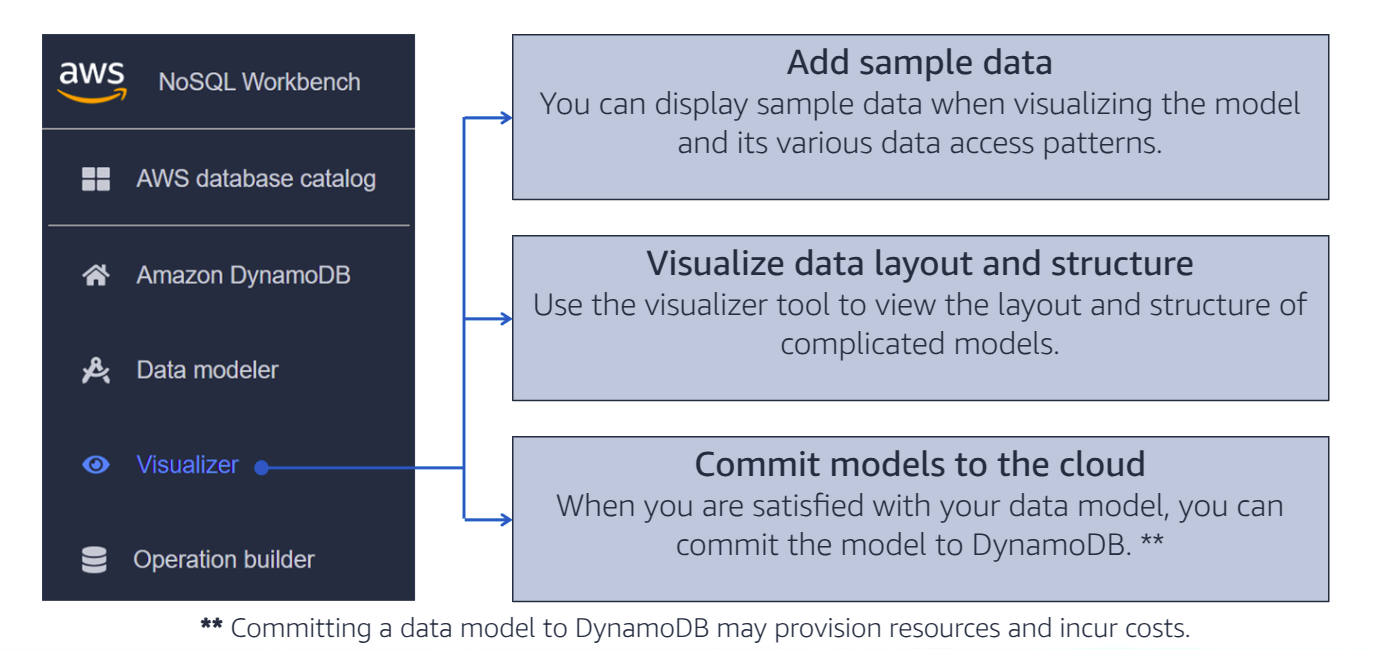 aws
NoSQL Workbench
AWS database catalog
Amazon DynamoDB
Data modeler
Visualizer
Operation builder
Add sample data
You can display sample data when visualizing the model
and its various data access patterns.
Visualize data layout and structure
Use the visualizer tool to view the layout and structure of
complicated models.
Commit models to the cloud
When you are satisfied with your data model, you can
commit the model to DynamoDB. **
** Committing a data model to DynamoDB may provision resources and incur costs.